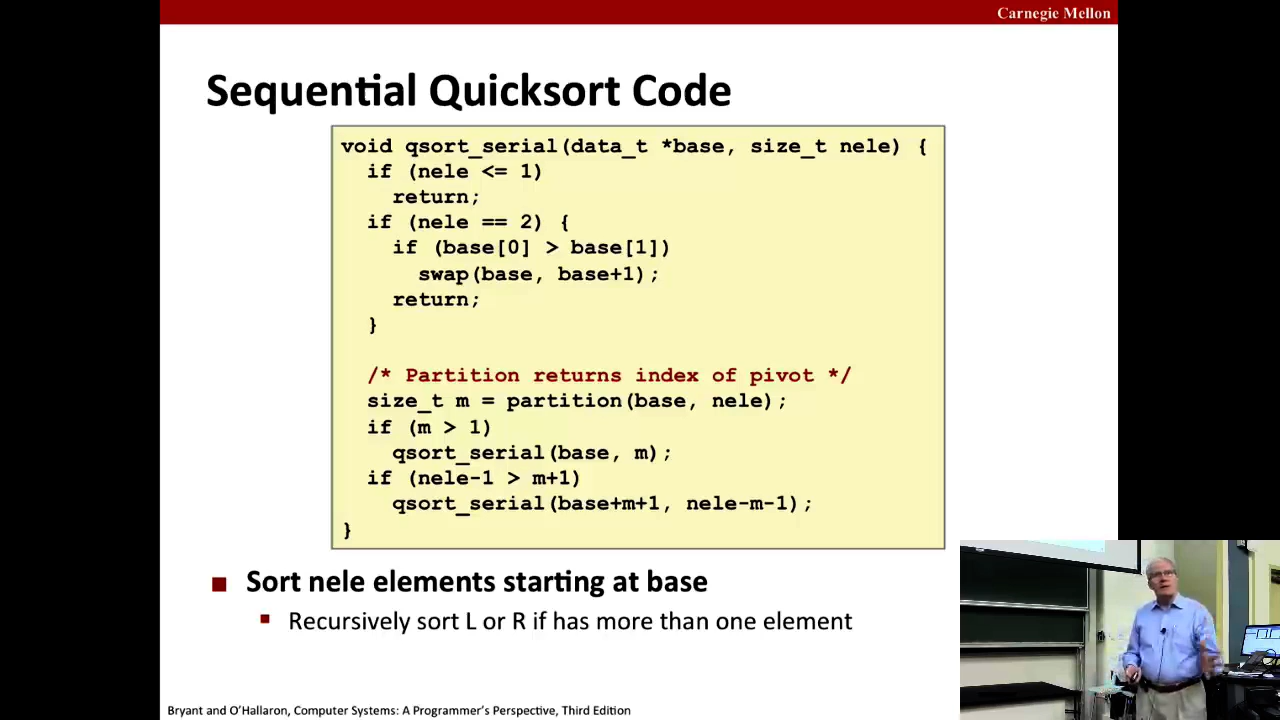 Carnegie Mellon
Sequential Quicksort Code
void qsort_serial(data_t *base, size_t nele) {
  if (nele <= 1)
    return;
  if (nele == 2) {
    if (base[0] > base[1])
      swap(base, base+1);
    return;
  }
  /* Partition returns index of pivot */
  size_t m = partition(base, nele);
  if (m > 1)
    qsort_serial(base, m);
  if (nele-1 > m+1)
    qsort_serial(base+m+1, nele-m-1);
}
Sort nele elements starting at base
Recursively sort L or R if has more than one element
Bryant and O'Hallaron, Computer Systems: A Programmer's Perspective, Third Edition